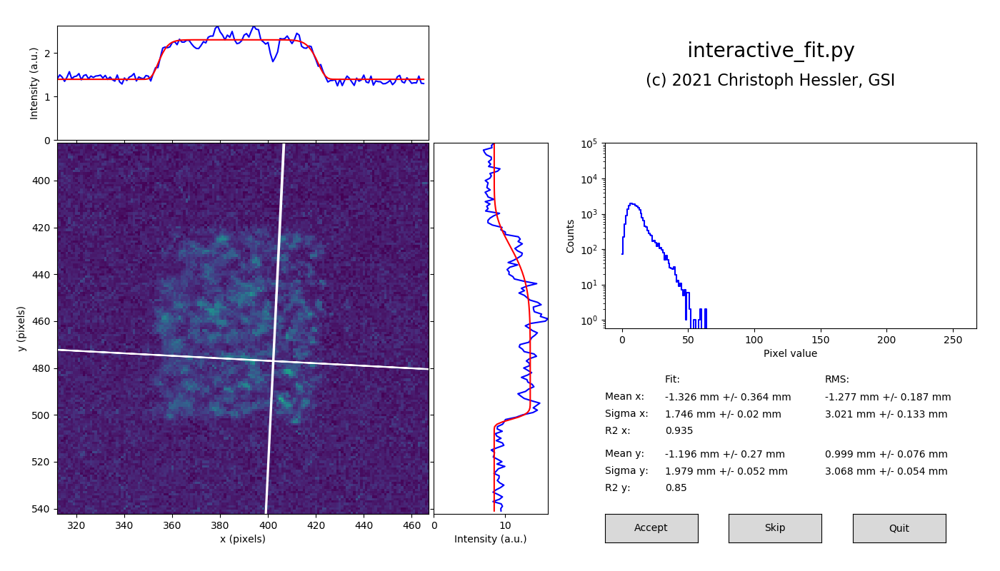 interactive_fit.py
(c) 2021 Christoph Hessler, GSI
Intensity (a.u.)
2
1
0
y (pixels)
400
420
440
460
480
500
520
540
320 340 360 380 400 420 440 460
x (pixels)
0 10
Intensity (a.u.)
Counts
10^5
10^4
10^3
10^2
10^1
10^0
0 50 100 150 200 250
Pixel value
Fit: RMS:
Mean x: -1.326 mm +/- 0.364 mm -1.277 mm +/- 0.187 mm
Sigma x: 1.746 mm +/- 0.02 mm 3.021 mm +/- 0.133 mm
R2 x: 0.935
Mean y: -1.196 mm +/- 0.27 mm 0.999 mm +/- 0.076 mm
Sigma y: 1.979 mm +/- 0.052 mm 3.068 mm +/- 0.054 mm
R2 y: 0.85
Accept Skip Quit